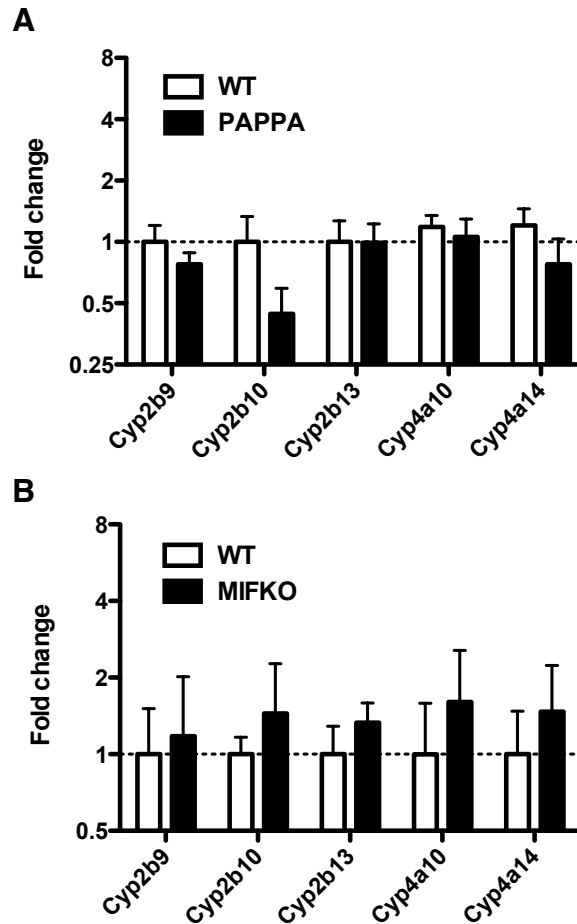 A
Fold change
8
4
2
1
0.5
0.25
WT
PAPPA
Cyp2b9
Cyp2b10
Cyp2b13
Cyp4a10
Cyp4a14
B
Fold change
8
4
2
1
0.5
WT
MIFKO
Cyp2b9
Cyp2b10
Cyp2b13
Cyp4a10
Cyp4a14